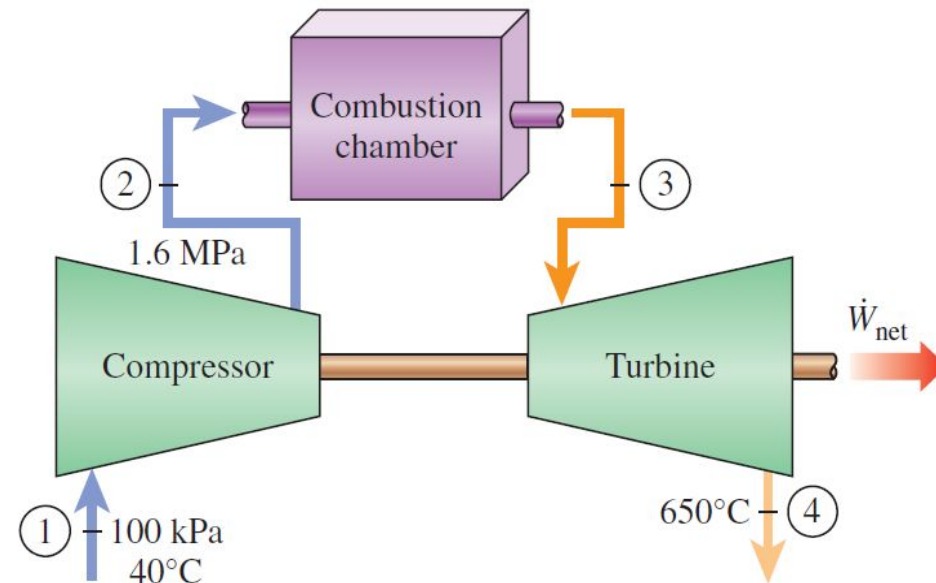 Combustion
chamber
2
3
1.6 MPa
Ẇnet
Compressor
Turbine
1
100 kPa
40°C
650°C
4